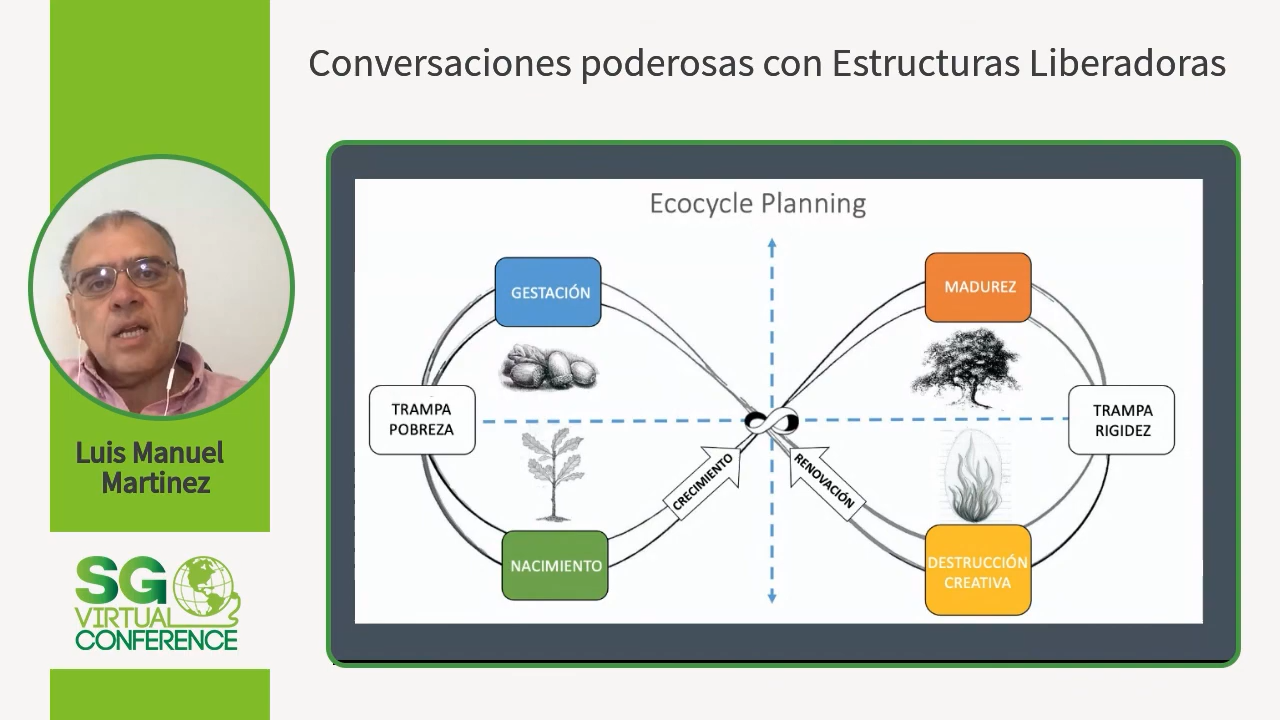 Conversaciones poderosas con Estructuras Liberadoras
Ecocycle Planning
GESTACIÓN
MADUREZ
TRAMPA
POBREZA
TRAMPA
RIGIDEZ
CRECIMIENTO
RENOVACIÓN
NACIMIENTO
DESTRUCCIÓN
CREATIVA
Luis Manuel
Martinez
SG
VIRTUAL
CONFERENCE